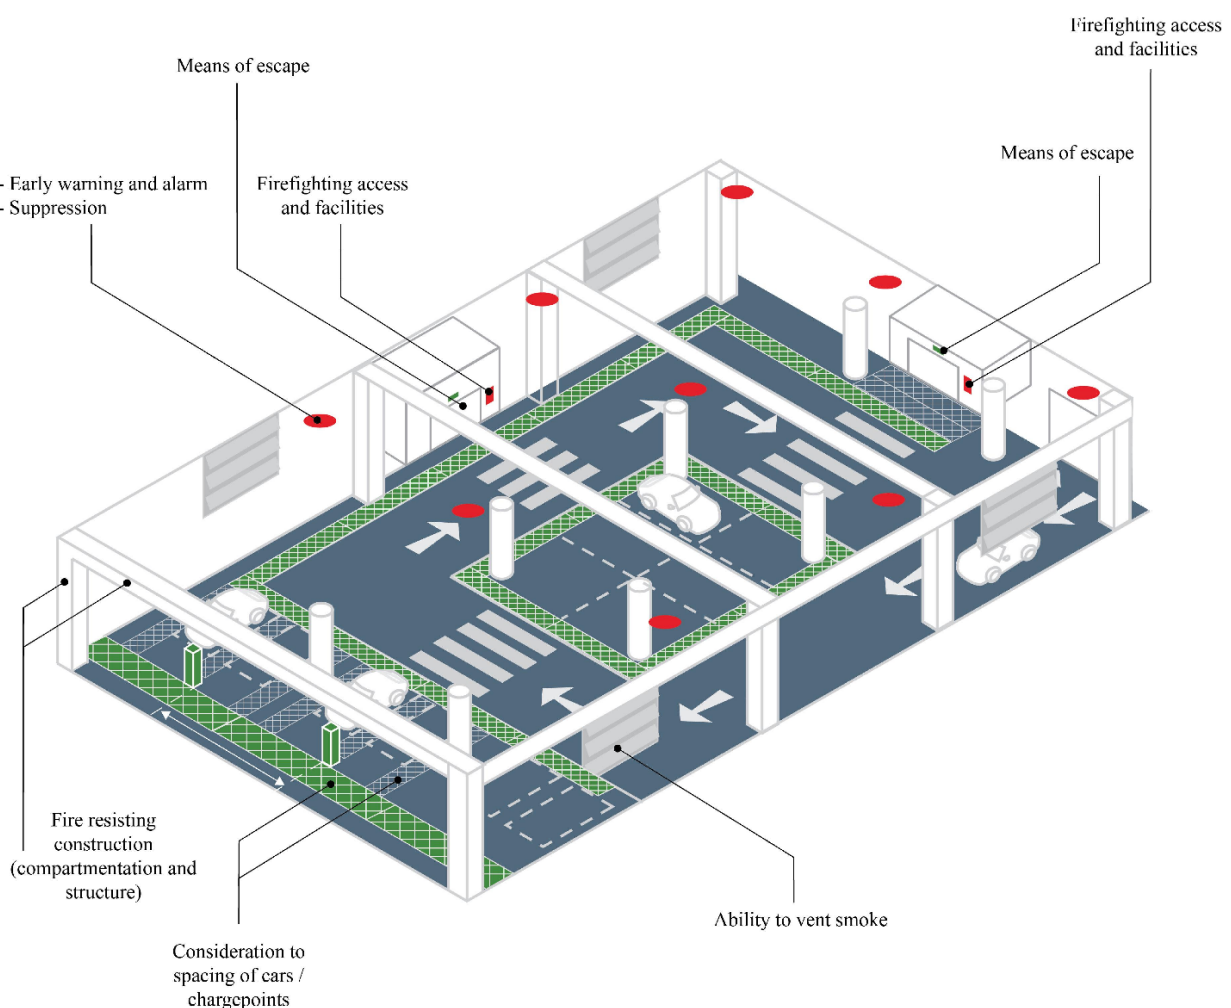 Firefighting access
and facilities
Means of escape
Means of escape
- Early warning and alarm
- Suppression
Firefighting access
and facilities
Fire resisting
construction
(compartmentation and
structure)
Ability to vent smoke
Consideration to
spacing of cars /
chargepoints